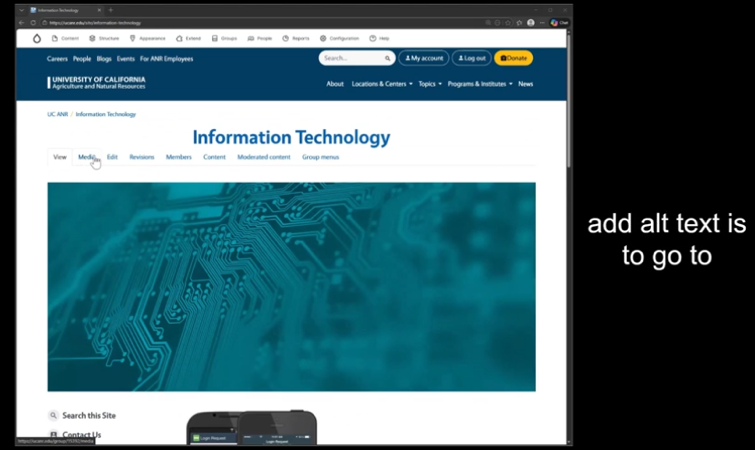 Information Technology
https://ucanr.edu/site/information-technology
Chat
Content Structure Appearance Extend Groups People Reports Configuration Help
Careers People Blogs Events For ANR Employees
Search... My account Log out Donate
UNIVERSITY OF CALIFORNIA
Agriculture and Natural Resources
About Locations & Centers Topics Programs & Institutes News
UC ANR / Information Technology
Information Technology
View Media Edit Revisions Members Content Moderated content Group menus
add alt text is
to go to
Search this Site
Contact Us
Login Request
Login Request